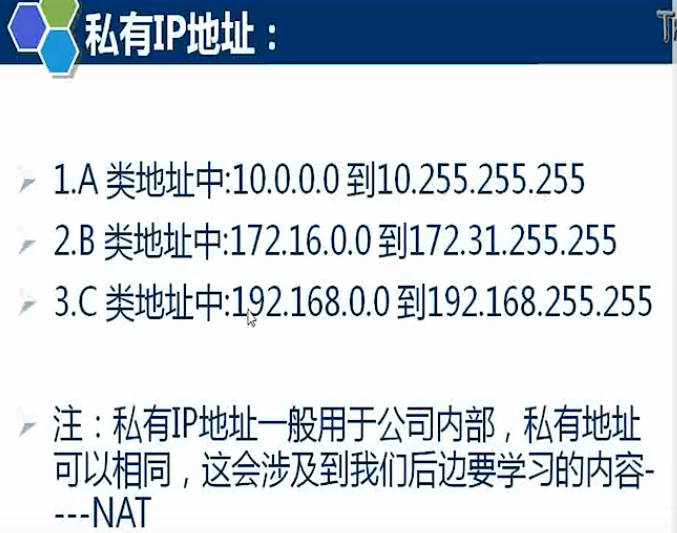 私有IP地址：
1.A 类地址中:10.0.0.0 到10.255.255.255
2.B 类地址中:172.16.0.0 到172.31.255.255
3.C 类地址中:192.168.0.0 到192.168.255.255
注：私有IP地址一般用于公司内部，私有地址
可以相同，这会涉及到我们后边要学习的内容-
---NAT